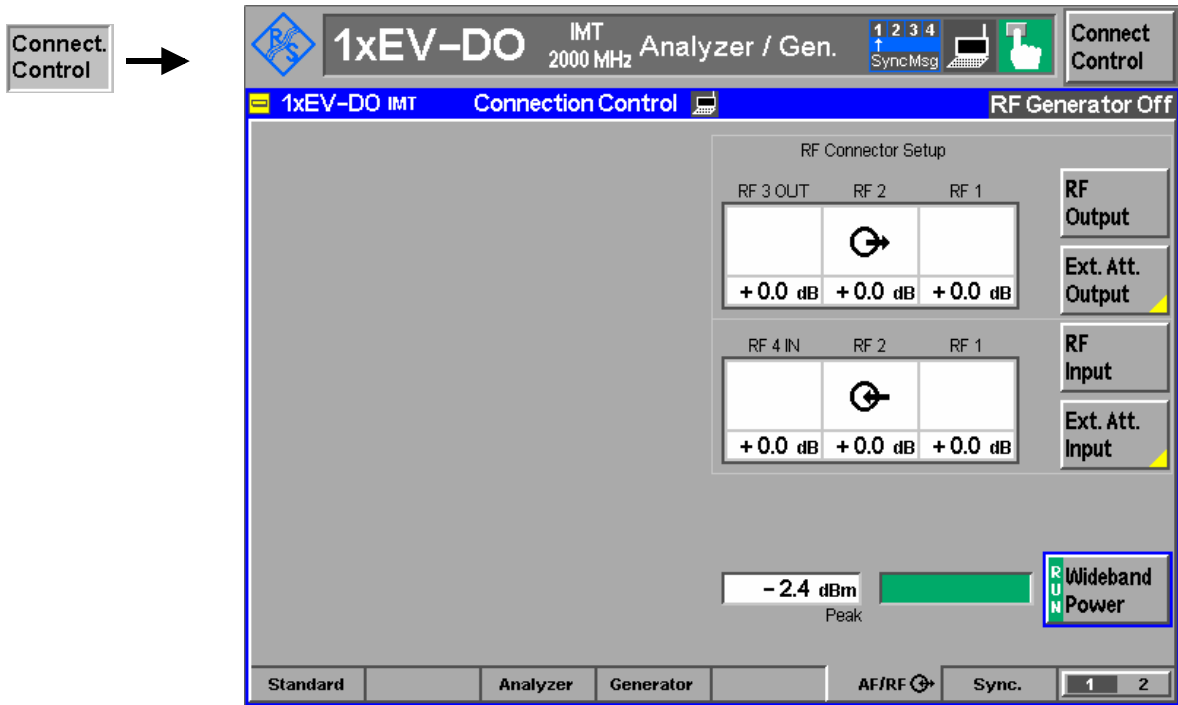 Connect.
Control
R S
1xEV-DO IMT 2000 MHz Analyzer / Gen.
1 2 3 4
SyncMsg
Connect
Control
1xEV-DO IMT Connection Control
RF Generator Off
RF Connector Setup
RF 3 OUT RF 2 RF 1
+ 0.0 dB + 0.0 dB + 0.0 dB
RF
Output
Ext. Att.
Output
RF 4 IN RF 2 RF 1
+ 0.0 dB + 0.0 dB + 0.0 dB
RF
Input
Ext. Att.
Input
- 2.4 dBm
Peak
RUN
Wideband
Power
Standard Analyzer Generator AF/RF Sync. 1 2